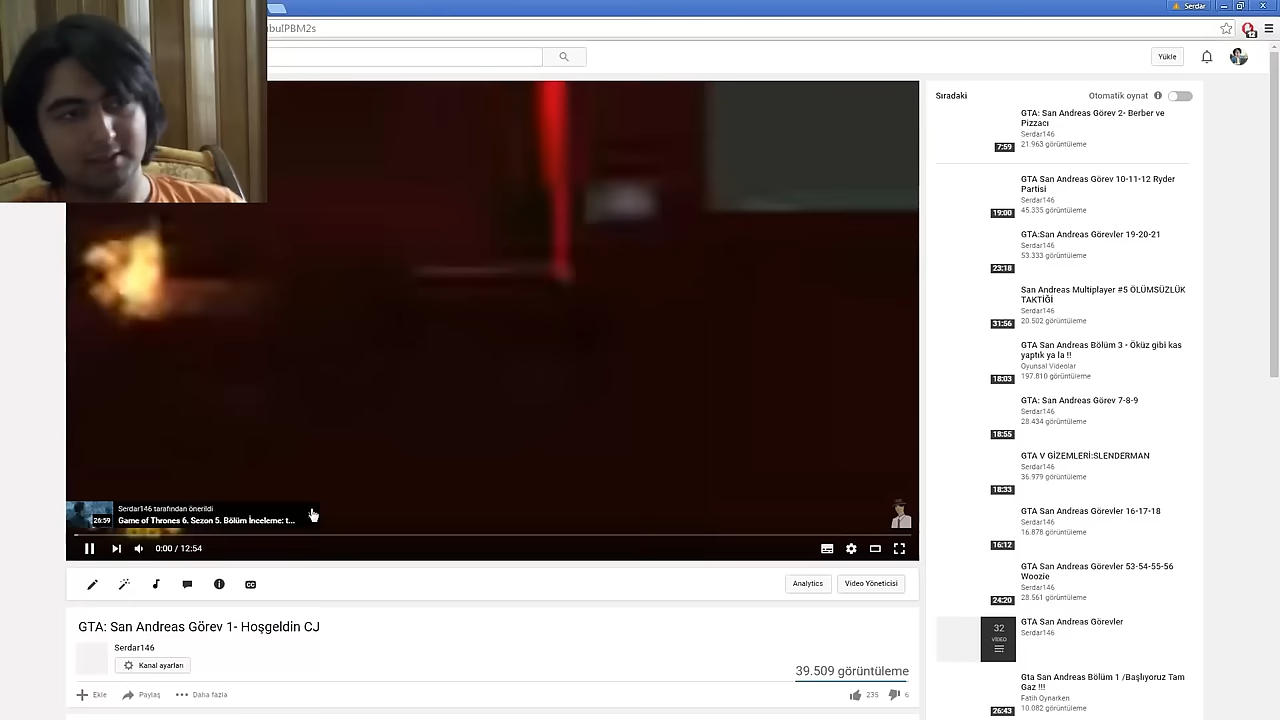 Serdar
bulPBM2s
Yükle
Sıradaki
Otomatik oynat
GTA: San Andreas Görev 2- Berber ve
Pizzacı
Serdar146
21.963 görüntüleme
7:59
GTA San Andreas Görev 10-11-12 Ryder
Partisi
Serdar146
45.335 görüntüleme
19:00
GTA:San Andreas Görevler 19-20-21
Serdar146
53.333 görüntüleme
23:18
San Andreas Multiplayer #5 ÖLÜMSÜZLÜK
TAKTİĞİ
Serdar146
20.502 görüntüleme
31:56
GTA San Andreas Bölüm 3 - Öküz gibi kas
yaptık ya la !!
Oyunsal Videolar
197.810 görüntüleme
18:03
GTA: San Andreas Görev 7-8-9
Serdar146
28.434 görüntüleme
18:55
GTA V GİZEMLERİ:SLENDERMAN
Serdar146
36.979 görüntüleme
18:33
GTA San Andreas Görevler 16-17-18
Serdar146
16.878 görüntüleme
16:12
GTA San Andreas Görevler 53-54-55-56
Woozie
Serdar146
28.561 görüntüleme
24:20
GTA San Andreas Görevler
Serdar146
32
VIDEO
Gta San Andreas Bölüm 1 /Başlıyoruz Tam
Gaz !!!
Fatih Oynarken
10.082 görüntüleme
26:43
Serdar146 tarafından önerildi
Game of Thrones 6. Sezon 5. Bölüm İnceleme: t...
26:59
0:00 / 12:54
Analytics
Video Yöneticisi
GTA: San Andreas Görev 1- Hoşgeldin CJ
Serdar146
Kanal ayarları
39.509 görüntüleme
Ekle
Paylaş
Daha fazla
235
6